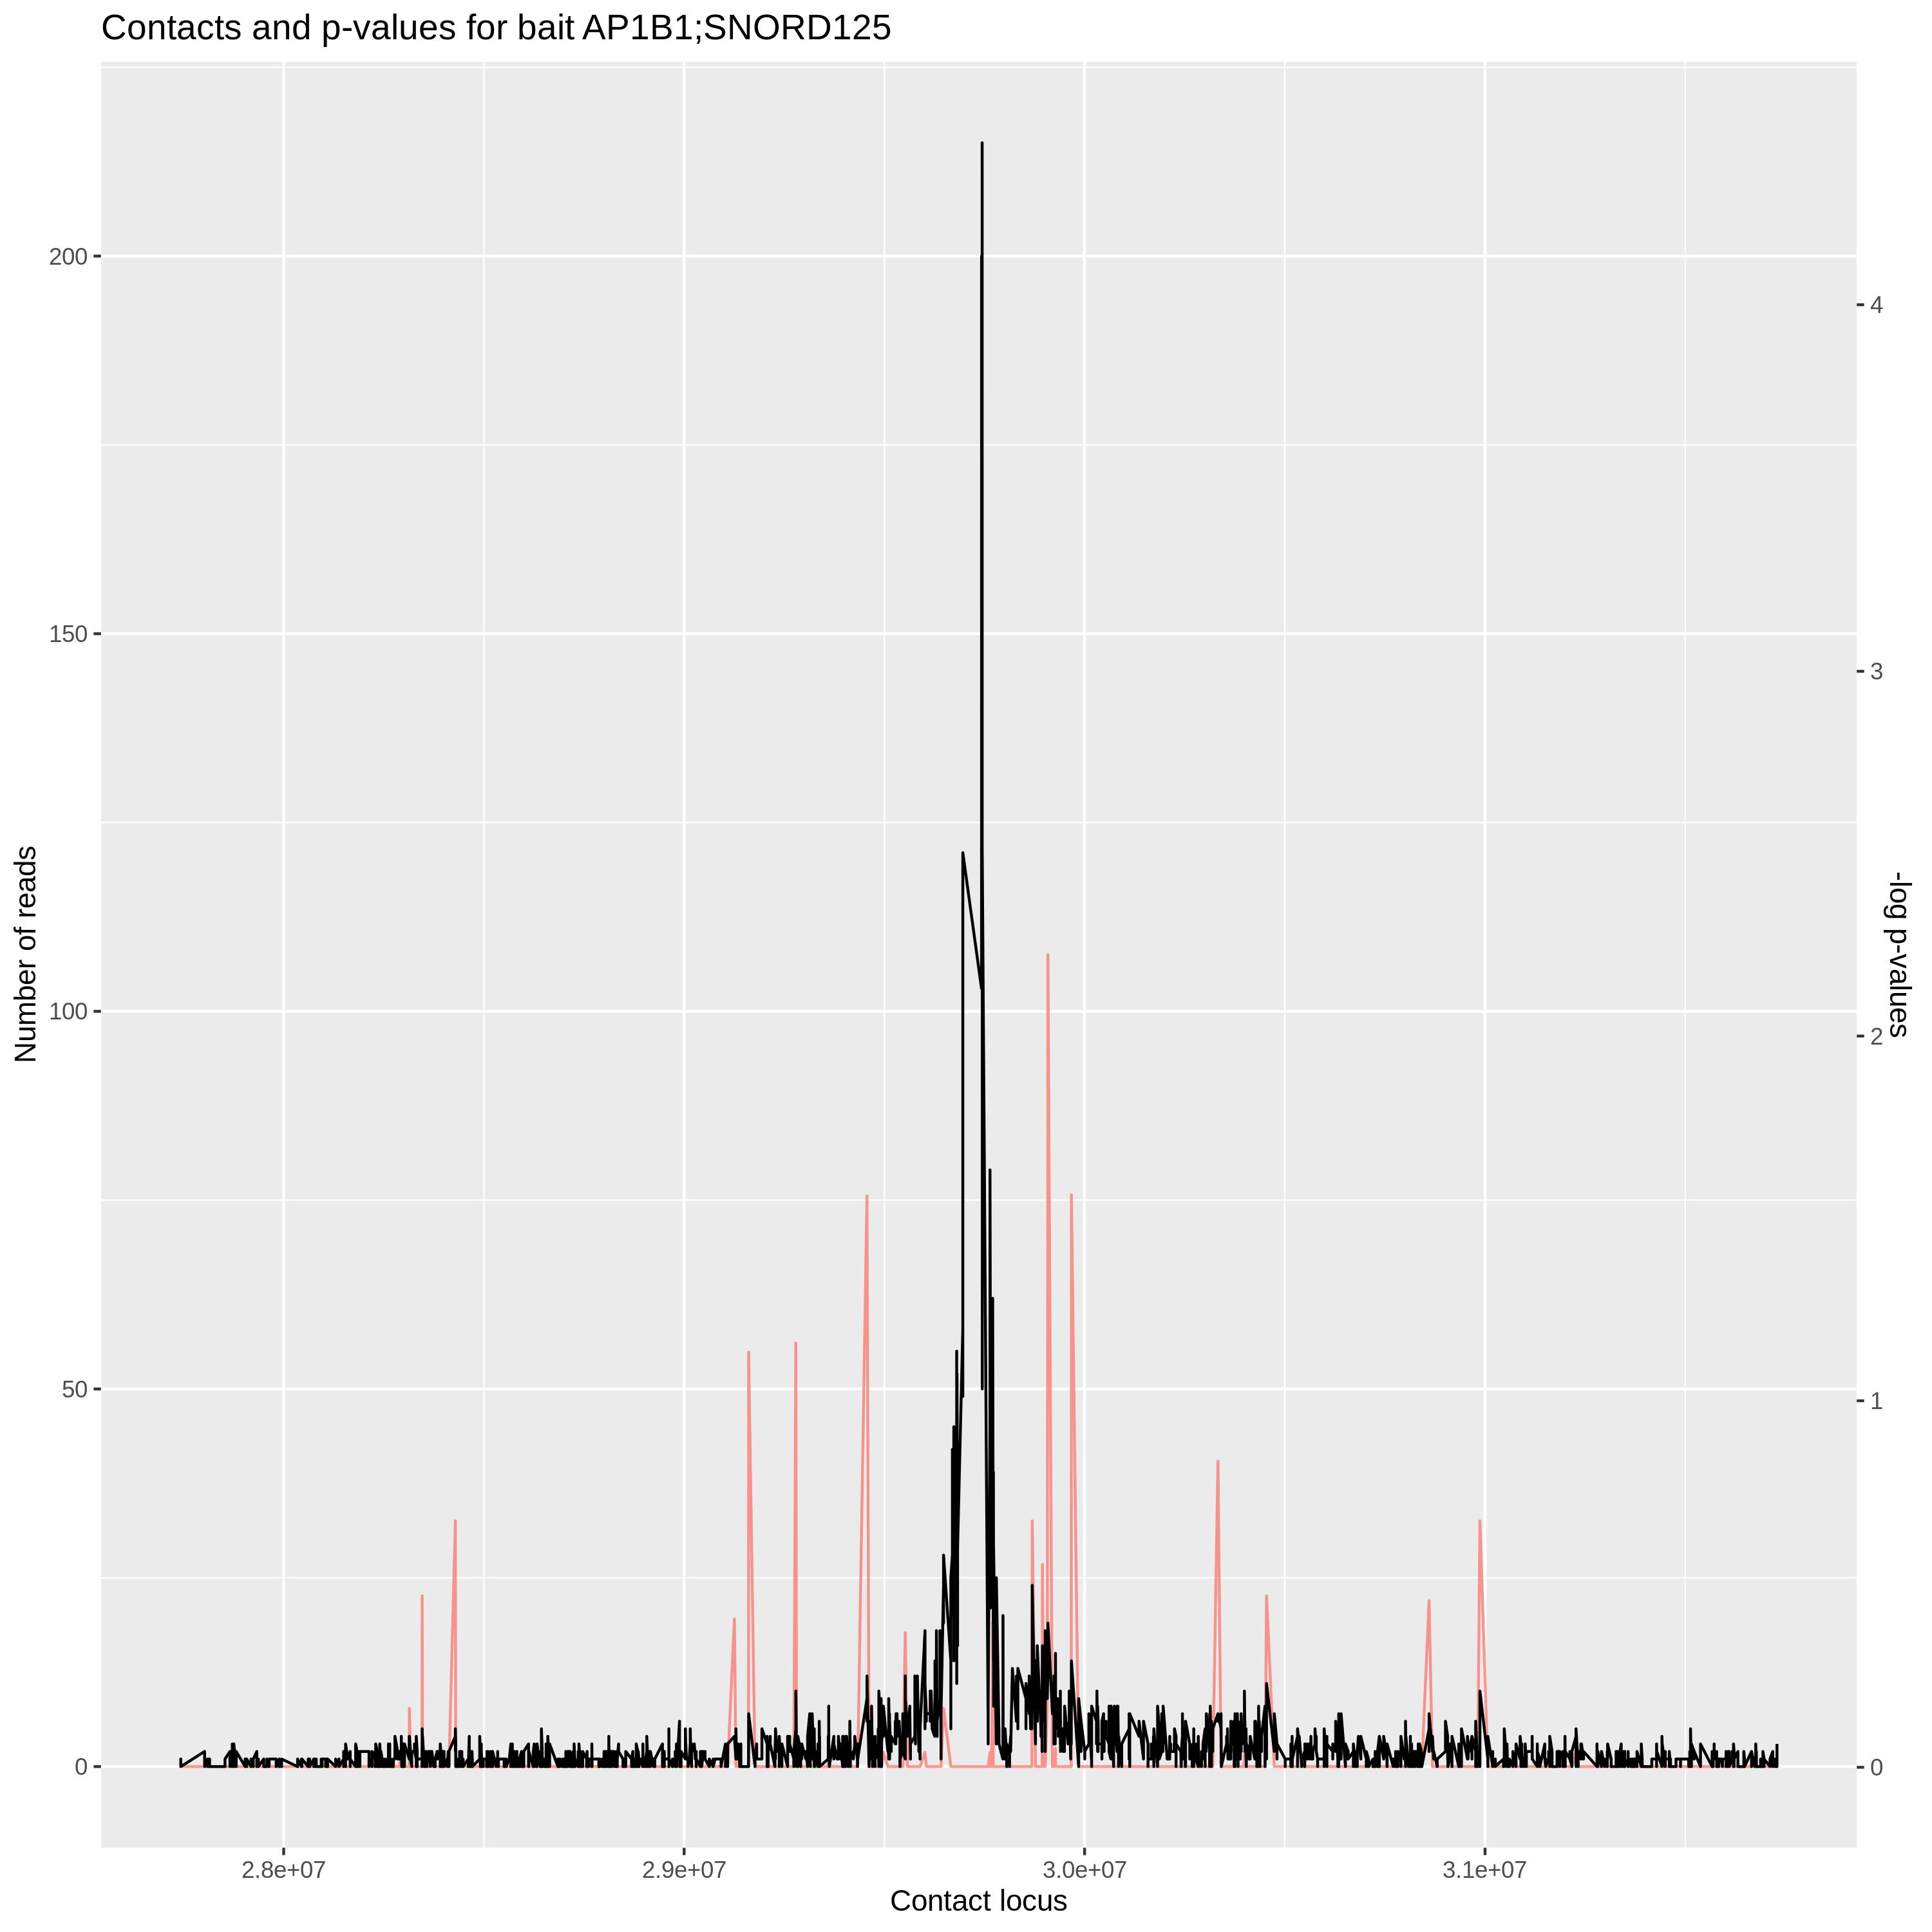 Contacts and p-values for bait AP1B1;SNORD125
Number of reads
200
150
100
50
0
4
3
2
1
0
-log p-values
2.8e+07
2.9e+07
3.0e+07
3.1e+07
Contact locus